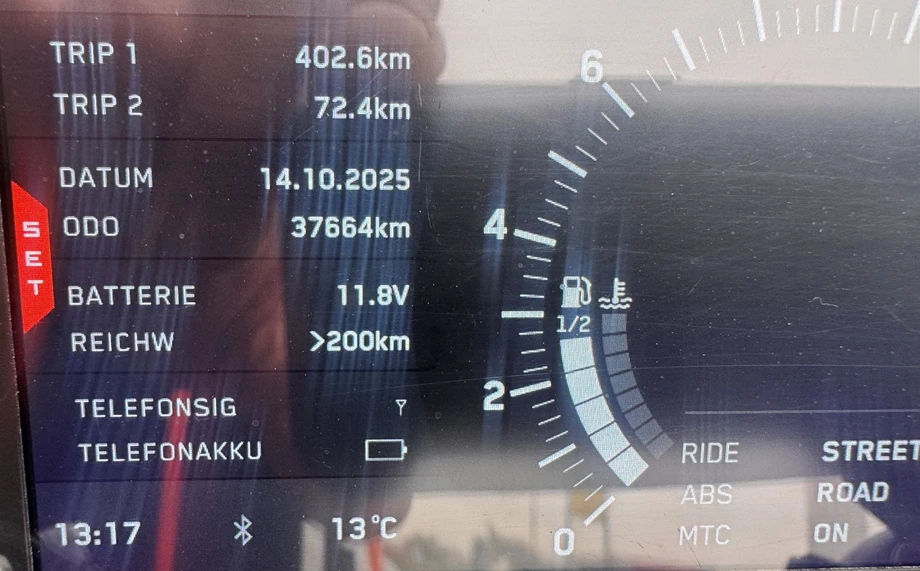 TRIP 1 402.6km
TRIP 2 72.4km
DATUM 14.10.2025
ODO 37664km
BATTERIE 11.8V
REICHW >200km
TELEFONSIG
TELEFONAKKU
13:17 13°C
SET
6
4
1/2
2
0
RIDE STREET
ABS ROAD
MTC ON